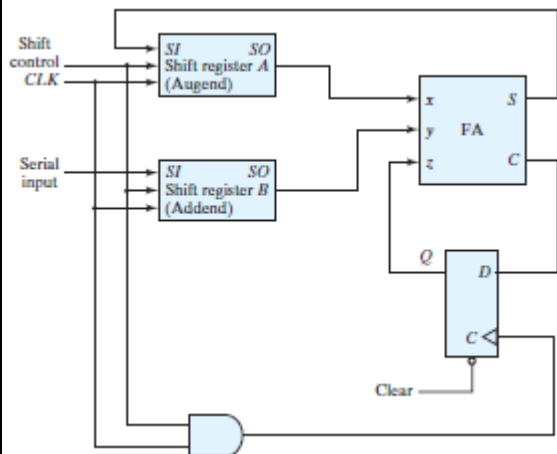 Shift
control
CLK
SI SO
Shift register A
(Augend)
x S
y FA
z C
Serial
input
SI SO
Shift register B
(Addend)
Q
D
C
Clear